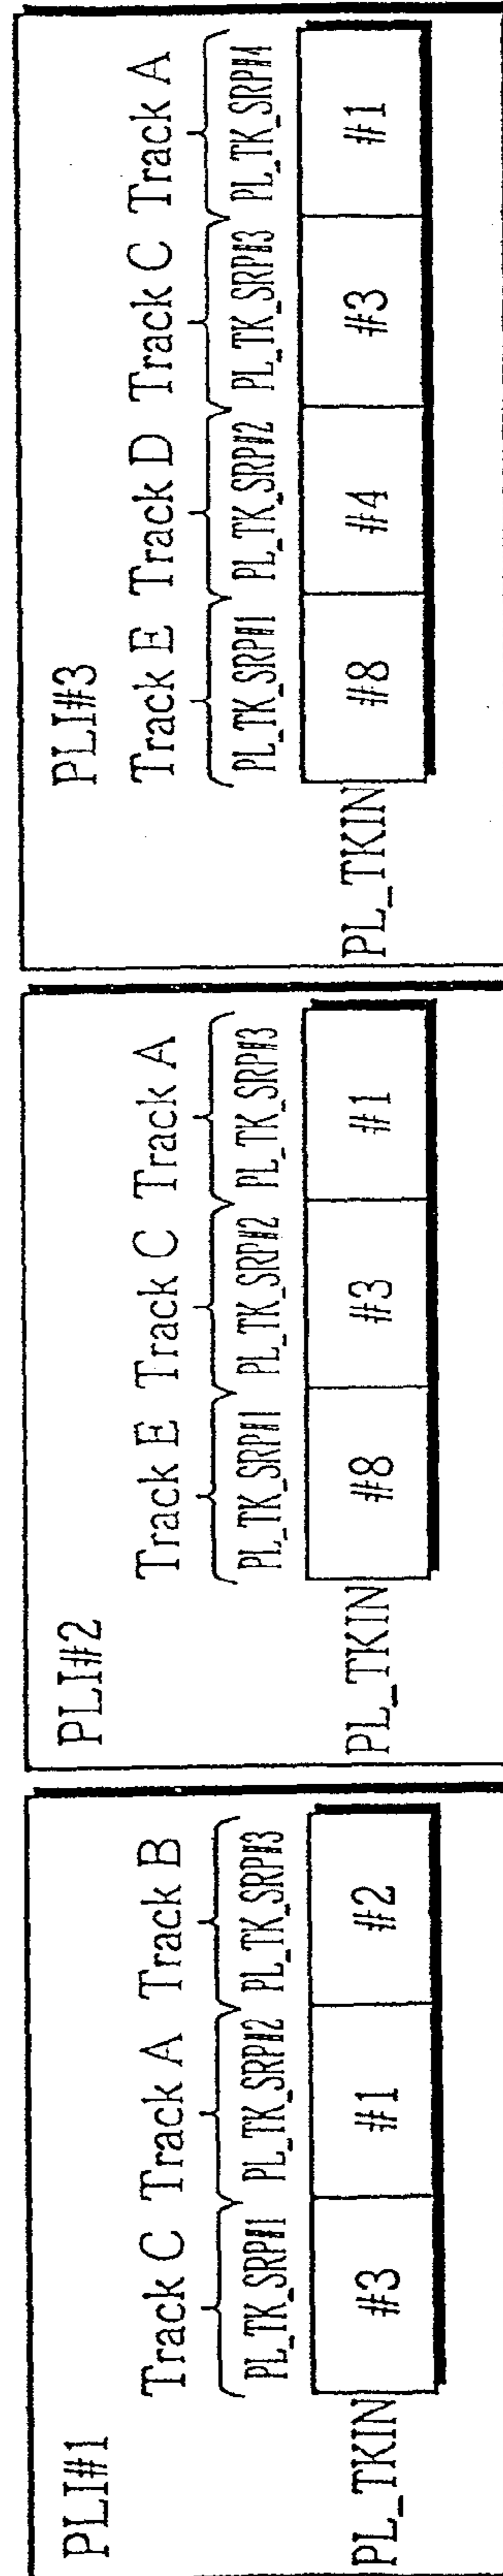 PLI#1
Track C Track A Track B
PL_TK_SRP#1 PL_TK_SRP#2 PL_TK_SRP#3
PL_TKIN #3 #1 #2
PLI#2
Track E Track C Track A
PL_TK_SRP#1 PL_TK_SRP#2 PL_TK_SRP#3
PL_TKIN #8 #3 #1
PLI#3
Track E Track D Track C Track A
PL_TK_SRP#1 PL_TK_SRP#2 PL_TK_SRP#3 PL_TK_SRP#4
PL_TKIN #8 #4 #3 #1